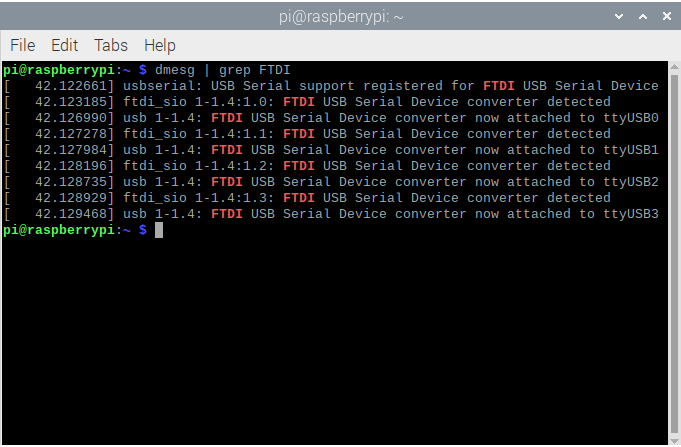 pi@raspberrypi: ~
File Edit Tabs Help
pi@raspberrypi:~ $ dmesg | grep FTDI
[   42.122661] usbserial: USB Serial support registered for FTDI USB Serial Device
[   42.123185] ftdi_sio 1-1.4:1.0: FTDI USB Serial Device converter detected
[   42.126990] usb 1-1.4: FTDI USB Serial Device converter now attached to ttyUSB0
[   42.127278] ftdi_sio 1-1.4:1.1: FTDI USB Serial Device converter detected
[   42.127984] usb 1-1.4: FTDI USB Serial Device converter now attached to ttyUSB1
[   42.128196] ftdi_sio 1-1.4:1.2: FTDI USB Serial Device converter detected
[   42.128735] usb 1-1.4: FTDI USB Serial Device converter now attached to ttyUSB2
[   42.128929] ftdi_sio 1-1.4:1.3: FTDI USB Serial Device converter detected
[   42.129468] usb 1-1.4: FTDI USB Serial Device converter now attached to ttyUSB3
pi@raspberrypi:~ $